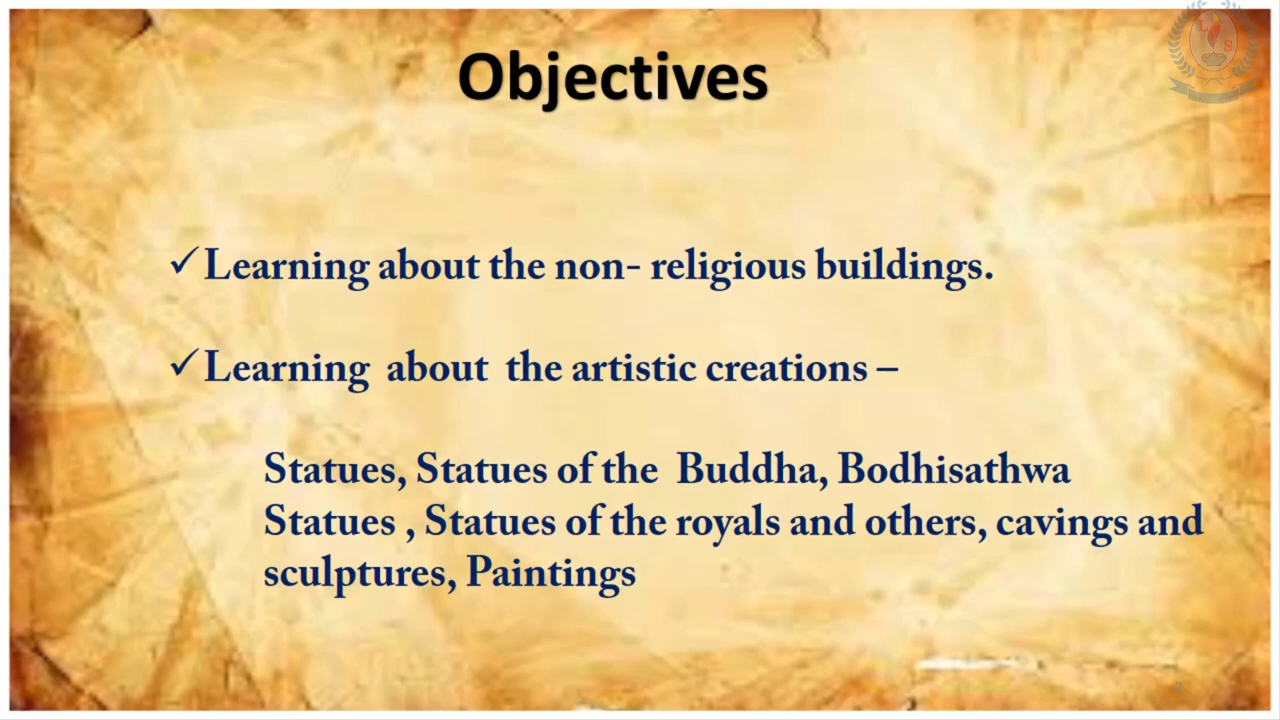 L S
Objectives
✓Learning about the non- religious buildings.
✓Learning about the artistic creations –
Statues, Statues of the Buddha, Bodhisathwa
Statues , Statues of the royals and others, cavings and
sculptures, Paintings